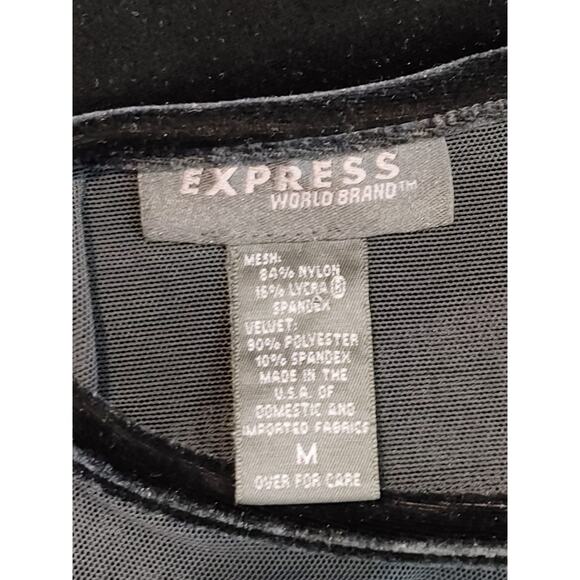 EXPRESS
WORLD BRAND™
MESH:
84% NYLON
16% LYCRA ®
SPANDEX
VELVET:
90% POLYESTER
10% SPANDEX
MADE IN THE
U.S.A. OF
DOMESTIC AND
IMPORTED FABRICS
M
OVER FOR CARE